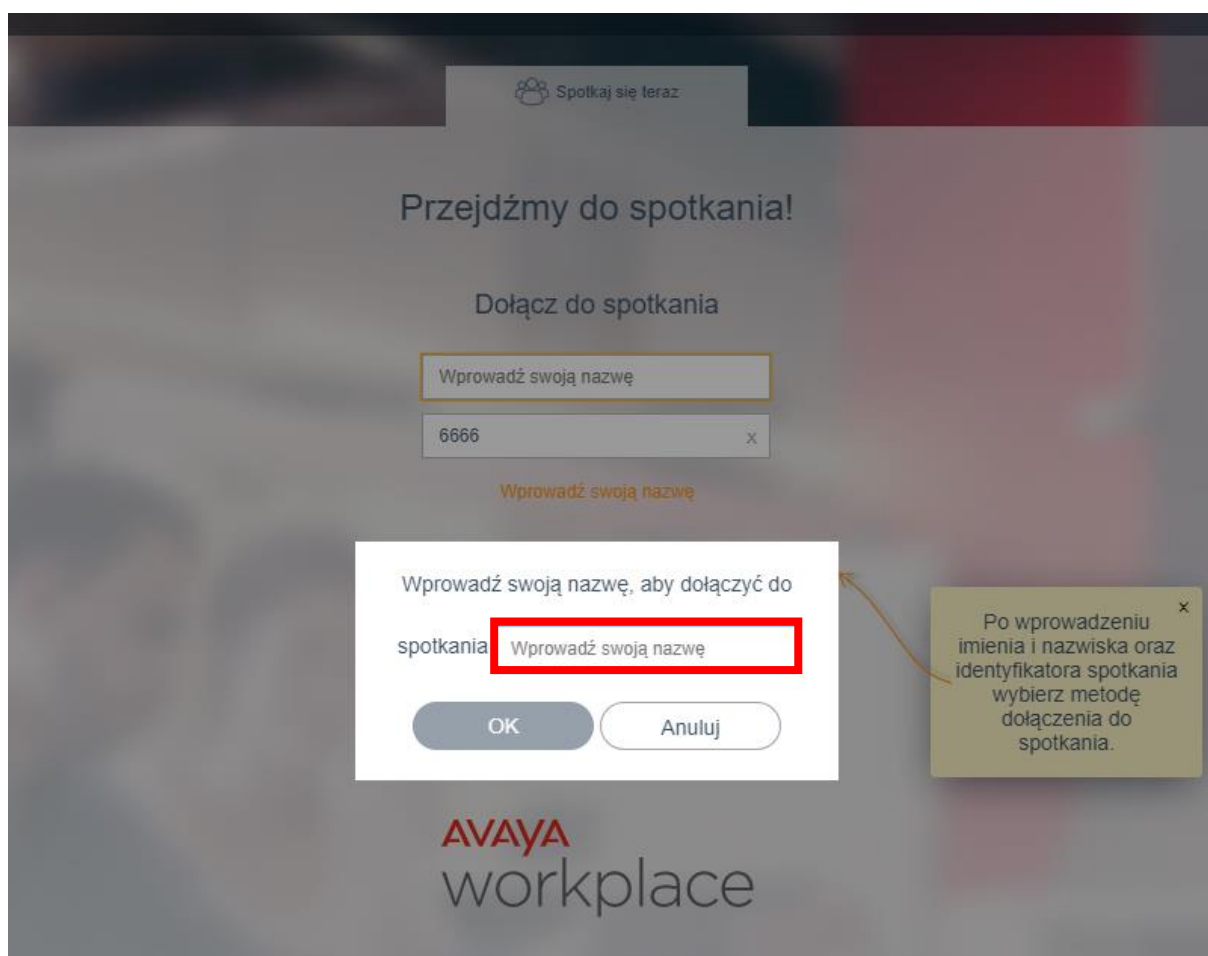 Spotkaj się teraz
Przejdźmy do spotkania!
Dołącz do spotkania
Wprowadź swoją nazwę
6666 x
Wprowadź swoją nazwę
Wprowadź swoją nazwę, aby dołączyć do
spotkania Wprowadź swoją nazwę
OK Anuluj
x
Po wprowadzeniu
imienia i nazwiska oraz
identyfikatora spotkania
wybierz metodę
dołączenia do
spotkania.
AVAYA
workplace